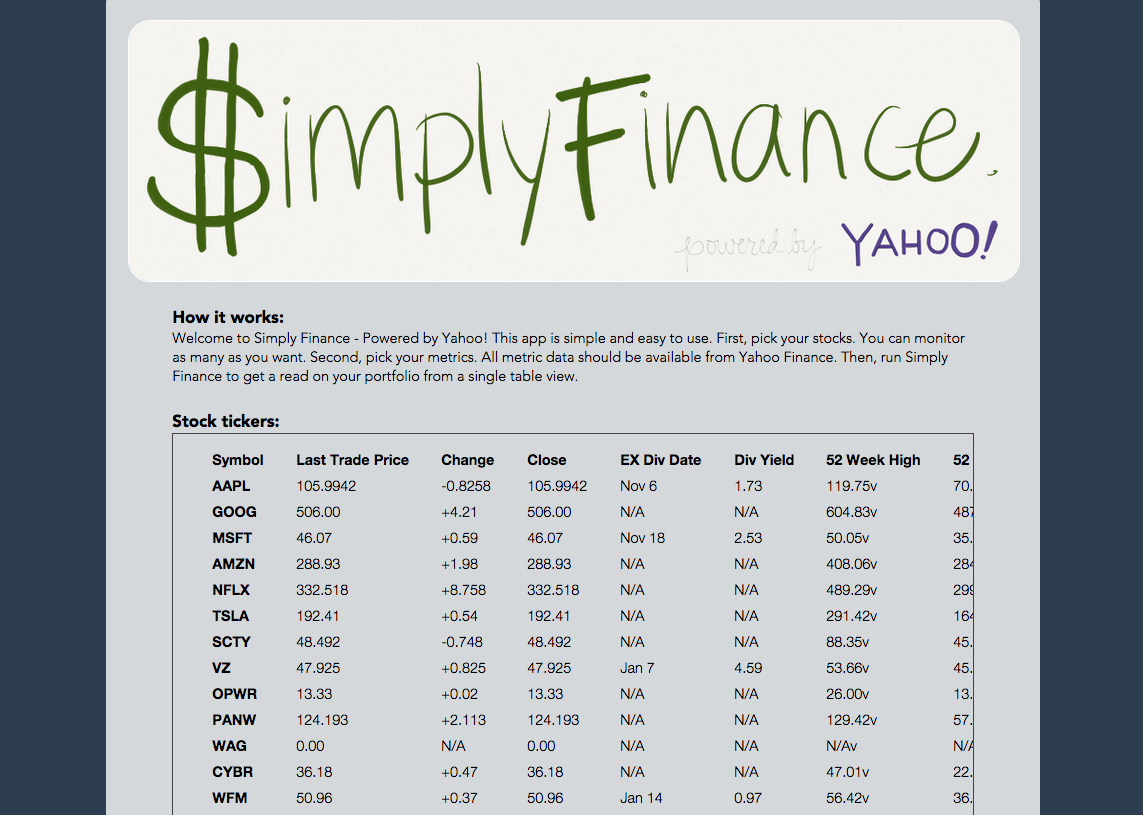 $implyFinance.
powered by YAHOO!
How it works:
Welcome to Simply Finance - Powered by Yahoo! This app is simple and easy to use. First, pick your stocks. You can monitor
as many as you want. Second, pick your metrics. All metric data should be available from Yahoo Finance. Then, run Simply
Finance to get a read on your portfolio from a single table view.
Stock tickers:
Symbol Last Trade Price Change Close EX Div Date Div Yield 52 Week High 52
AAPL 105.9942 -0.8258 105.9942 Nov 6 1.73 119.75v 70.
GOOG 506.00 +4.21 506.00 N/A N/A 604.83v 487
MSFT 46.07 +0.59 46.07 Nov 18 2.53 50.05v 35.
AMZN 288.93 +1.98 288.93 N/A N/A 408.06v 284
NFLX 332.518 +8.758 332.518 N/A N/A 489.29v 299
TSLA 192.41 +0.54 192.41 N/A N/A 291.42v 164
SCTY 48.492 -0.748 48.492 N/A N/A 88.35v 45.
VZ 47.925 +0.825 47.925 Jan 7 4.59 53.66v 45.
OPWR 13.33 +0.02 13.33 N/A N/A 26.00v 13.
PANW 124.193 +2.113 124.193 N/A N/A 129.42v 57.
WAG 0.00 N/A 0.00 N/A N/A N/Av N/A
CYBR 36.18 +0.47 36.18 N/A N/A 47.01v 22.
WFM 50.96 +0.37 50.96 Jan 14 0.97 56.42v 36.